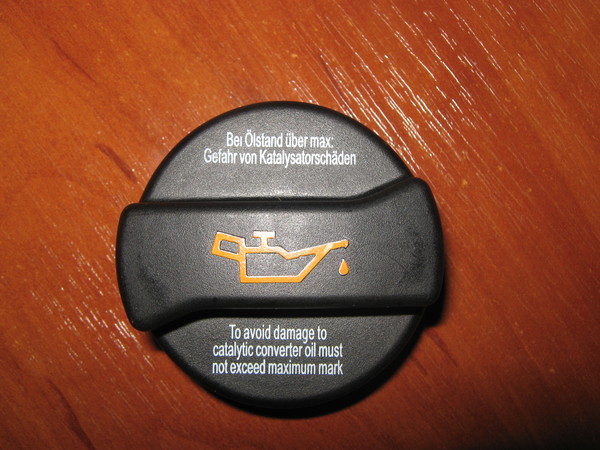 Bei Ölstand über max:
Gefahr von Katalysatorschäden
To avoid damage to
catalytic converter oil must
not exceed maximum mark